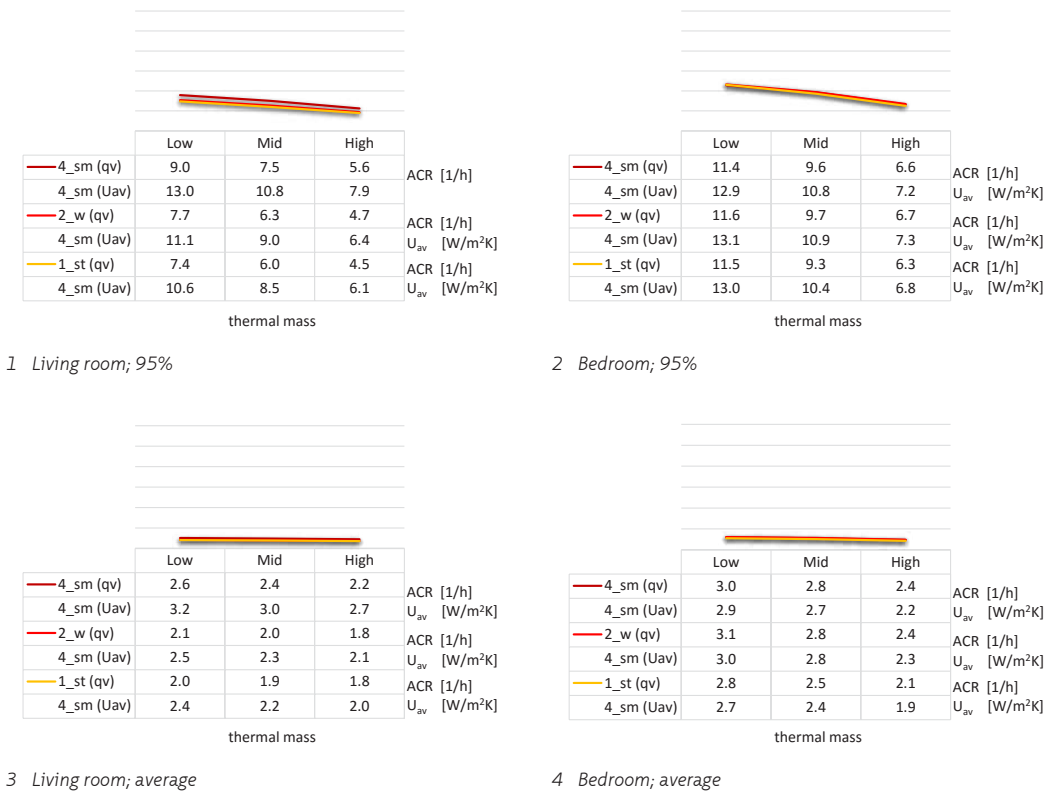 Low Mid High
4_sm (qv) 9.0 7.5 5.6 ACR [1/h]
4_sm (Uav) 13.0 10.8 7.9
2_w (qv) 7.7 6.3 4.7 ACR [1/h]
4_sm (Uav) 11.1 9.0 6.4 Uav [W/m²K]
1_st (qv) 7.4 6.0 4.5 ACR [1/h]
4_sm (Uav) 10.6 8.5 6.1 Uav [W/m²K]
thermal mass
1 Living room; 95%
Low Mid High
4_sm (qv) 11.4 9.6 6.6 ACR [1/h]
4_sm (Uav) 12.9 10.8 7.2 Uav [W/m²K]
2_w (qv) 11.6 9.7 6.7 ACR [1/h]
4_sm (Uav) 13.1 10.9 7.3 Uav [W/m²K]
1_st (qv) 11.5 9.3 6.3 ACR [1/h]
4_sm (Uav) 13.0 10.4 6.8 Uav [W/m²K]
thermal mass
2 Bedroom; 95%
Low Mid High
4_sm (qv) 2.6 2.4 2.2 ACR [1/h]
4_sm (Uav) 3.2 3.0 2.7 Uav [W/m²K]
2_w (qv) 2.1 2.0 1.8 ACR [1/h]
4_sm (Uav) 2.5 2.3 2.1 Uav [W/m²K]
1_st (qv) 2.0 1.9 1.8 ACR [1/h]
4_sm (Uav) 2.4 2.2 2.0 Uav [W/m²K]
thermal mass
3 Living room; average
Low Mid High
4_sm (qv) 3.0 2.8 2.4 ACR [1/h]
4_sm (Uav) 2.9 2.7 2.2 Uav [W/m²K]
2_w (qv) 3.1 2.8 2.4 ACR [1/h]
4_sm (Uav) 3.0 2.8 2.3 Uav [W/m²K]
1_st (qv) 2.8 2.5 2.1 ACR [1/h]
4_sm (Uav) 2.7 2.4 1.9 Uav [W/m²K]
thermal mass
4 Bedroom; average